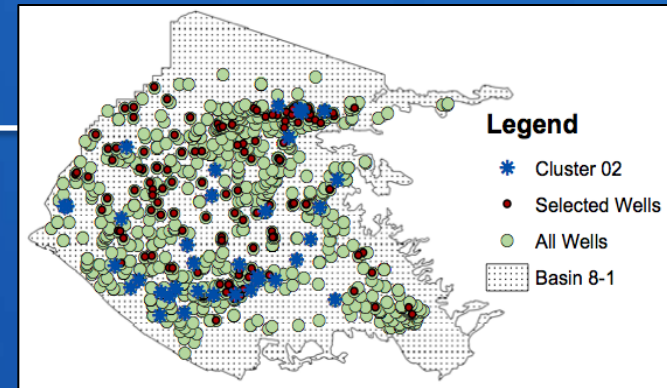 Legend
Cluster 02
Selected Wells
All Wells
Basin 8-1